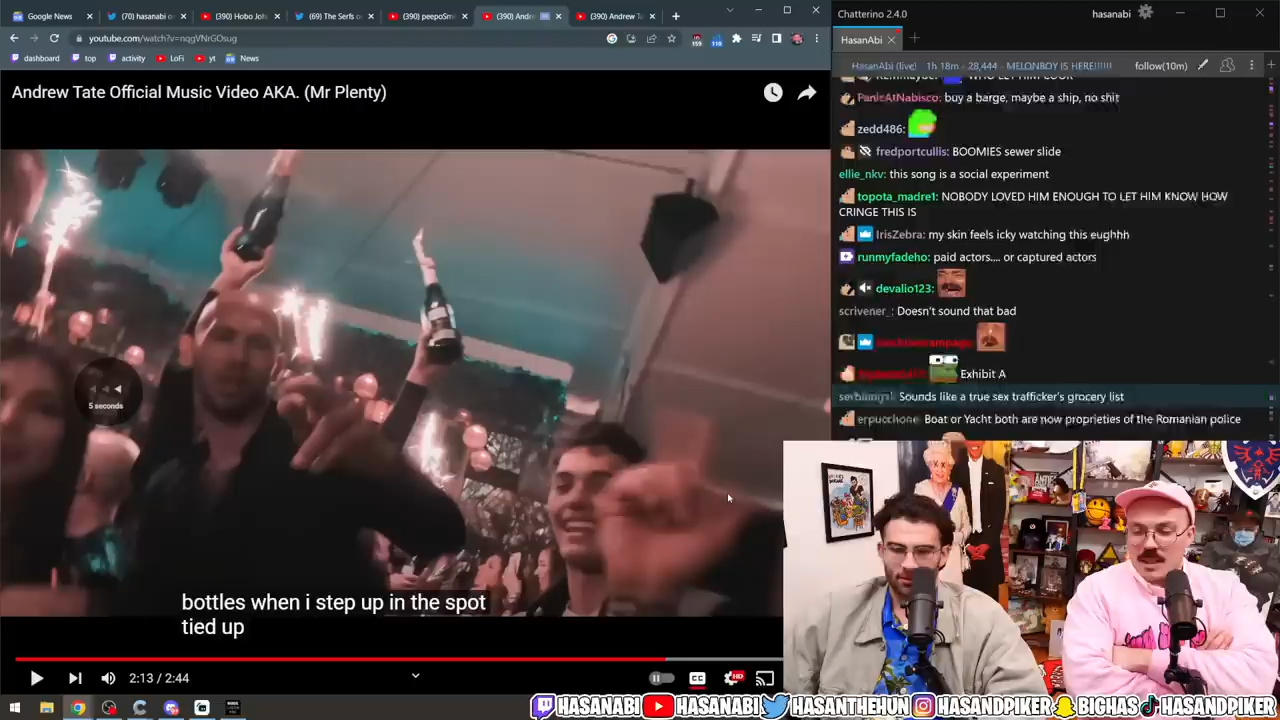 Google News
(70) hasanabi o
(390) Hobo Joh
(69) The Serfs o
(390) peepoSm
(390) Andre
(390) Andrew Ta
youtube.com/watch?v=nqgVNrGOsug
dashboard
top
activity
LoFi
yt
News
Andrew Tate Official Music Video AKA. (Mr Plenty)
5 seconds
bottles when i step up in the spot
tied up
2:13 / 2:44
CC
HD
Chatterino 2.4.0
hasanabi
HasanAbi
HasanAbi (live)
1h 18m - 28,444 - MELONBOY IS HERE!!!!!!!
follow(10m)
WHO LET HIM COOK
PanicAtNabisco: buy a barge, maybe a ship, no shit
zedd486:
fredportcullis: BOOMIES sewer slide
ellie_nkv: this song is a social experiment
topota_madre1: NOBODY LOVED HIM ENOUGH TO LET HIM KNOW HOW
CRINGE THIS IS
IrisZebra: my skin feels icky watching this eughhh
runmyfadeho: paid actors.... or captured actors
devalio123:
scrivener_: Doesn't sound that bad
Exhibit A
Sounds like a true sex trafficker's grocery list
erpucchone: Boat or Yacht both are now proprieties of the Romanian police
HASANABI
HASANABI
HASANTHEHUN
HASANDPIKER
BIGHAS
HASANDPIKER